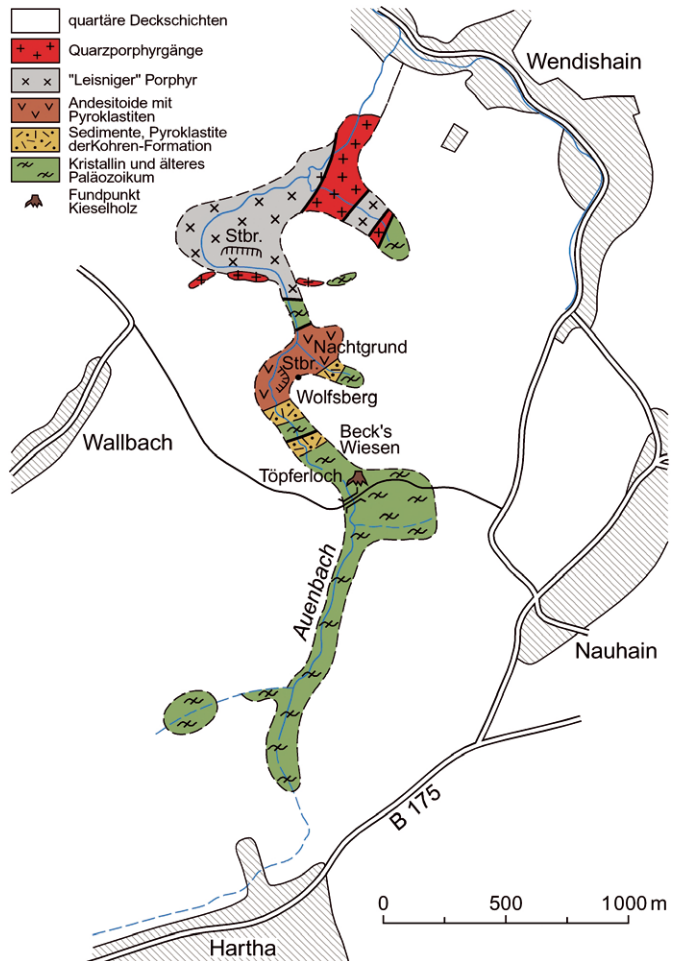 quartäre Deckschichten
Quarzporphyrgänge
"Leisniger" Porphyr
Andesitoide mit
Pyroklastiten
Sedimente, Pyroklastite
derKohren-Formation
Kristallin und älteres
Paläozoikum
Fundpunkt
Kieselholz
Wendishain
Stbr.
Nachtgrund
Stbr.
Wolfsberg
Wallbach
Beck's
Wiesen
Töpferloch
Auenbach
Nauhain
B 175
0 500 1000 m
Hartha